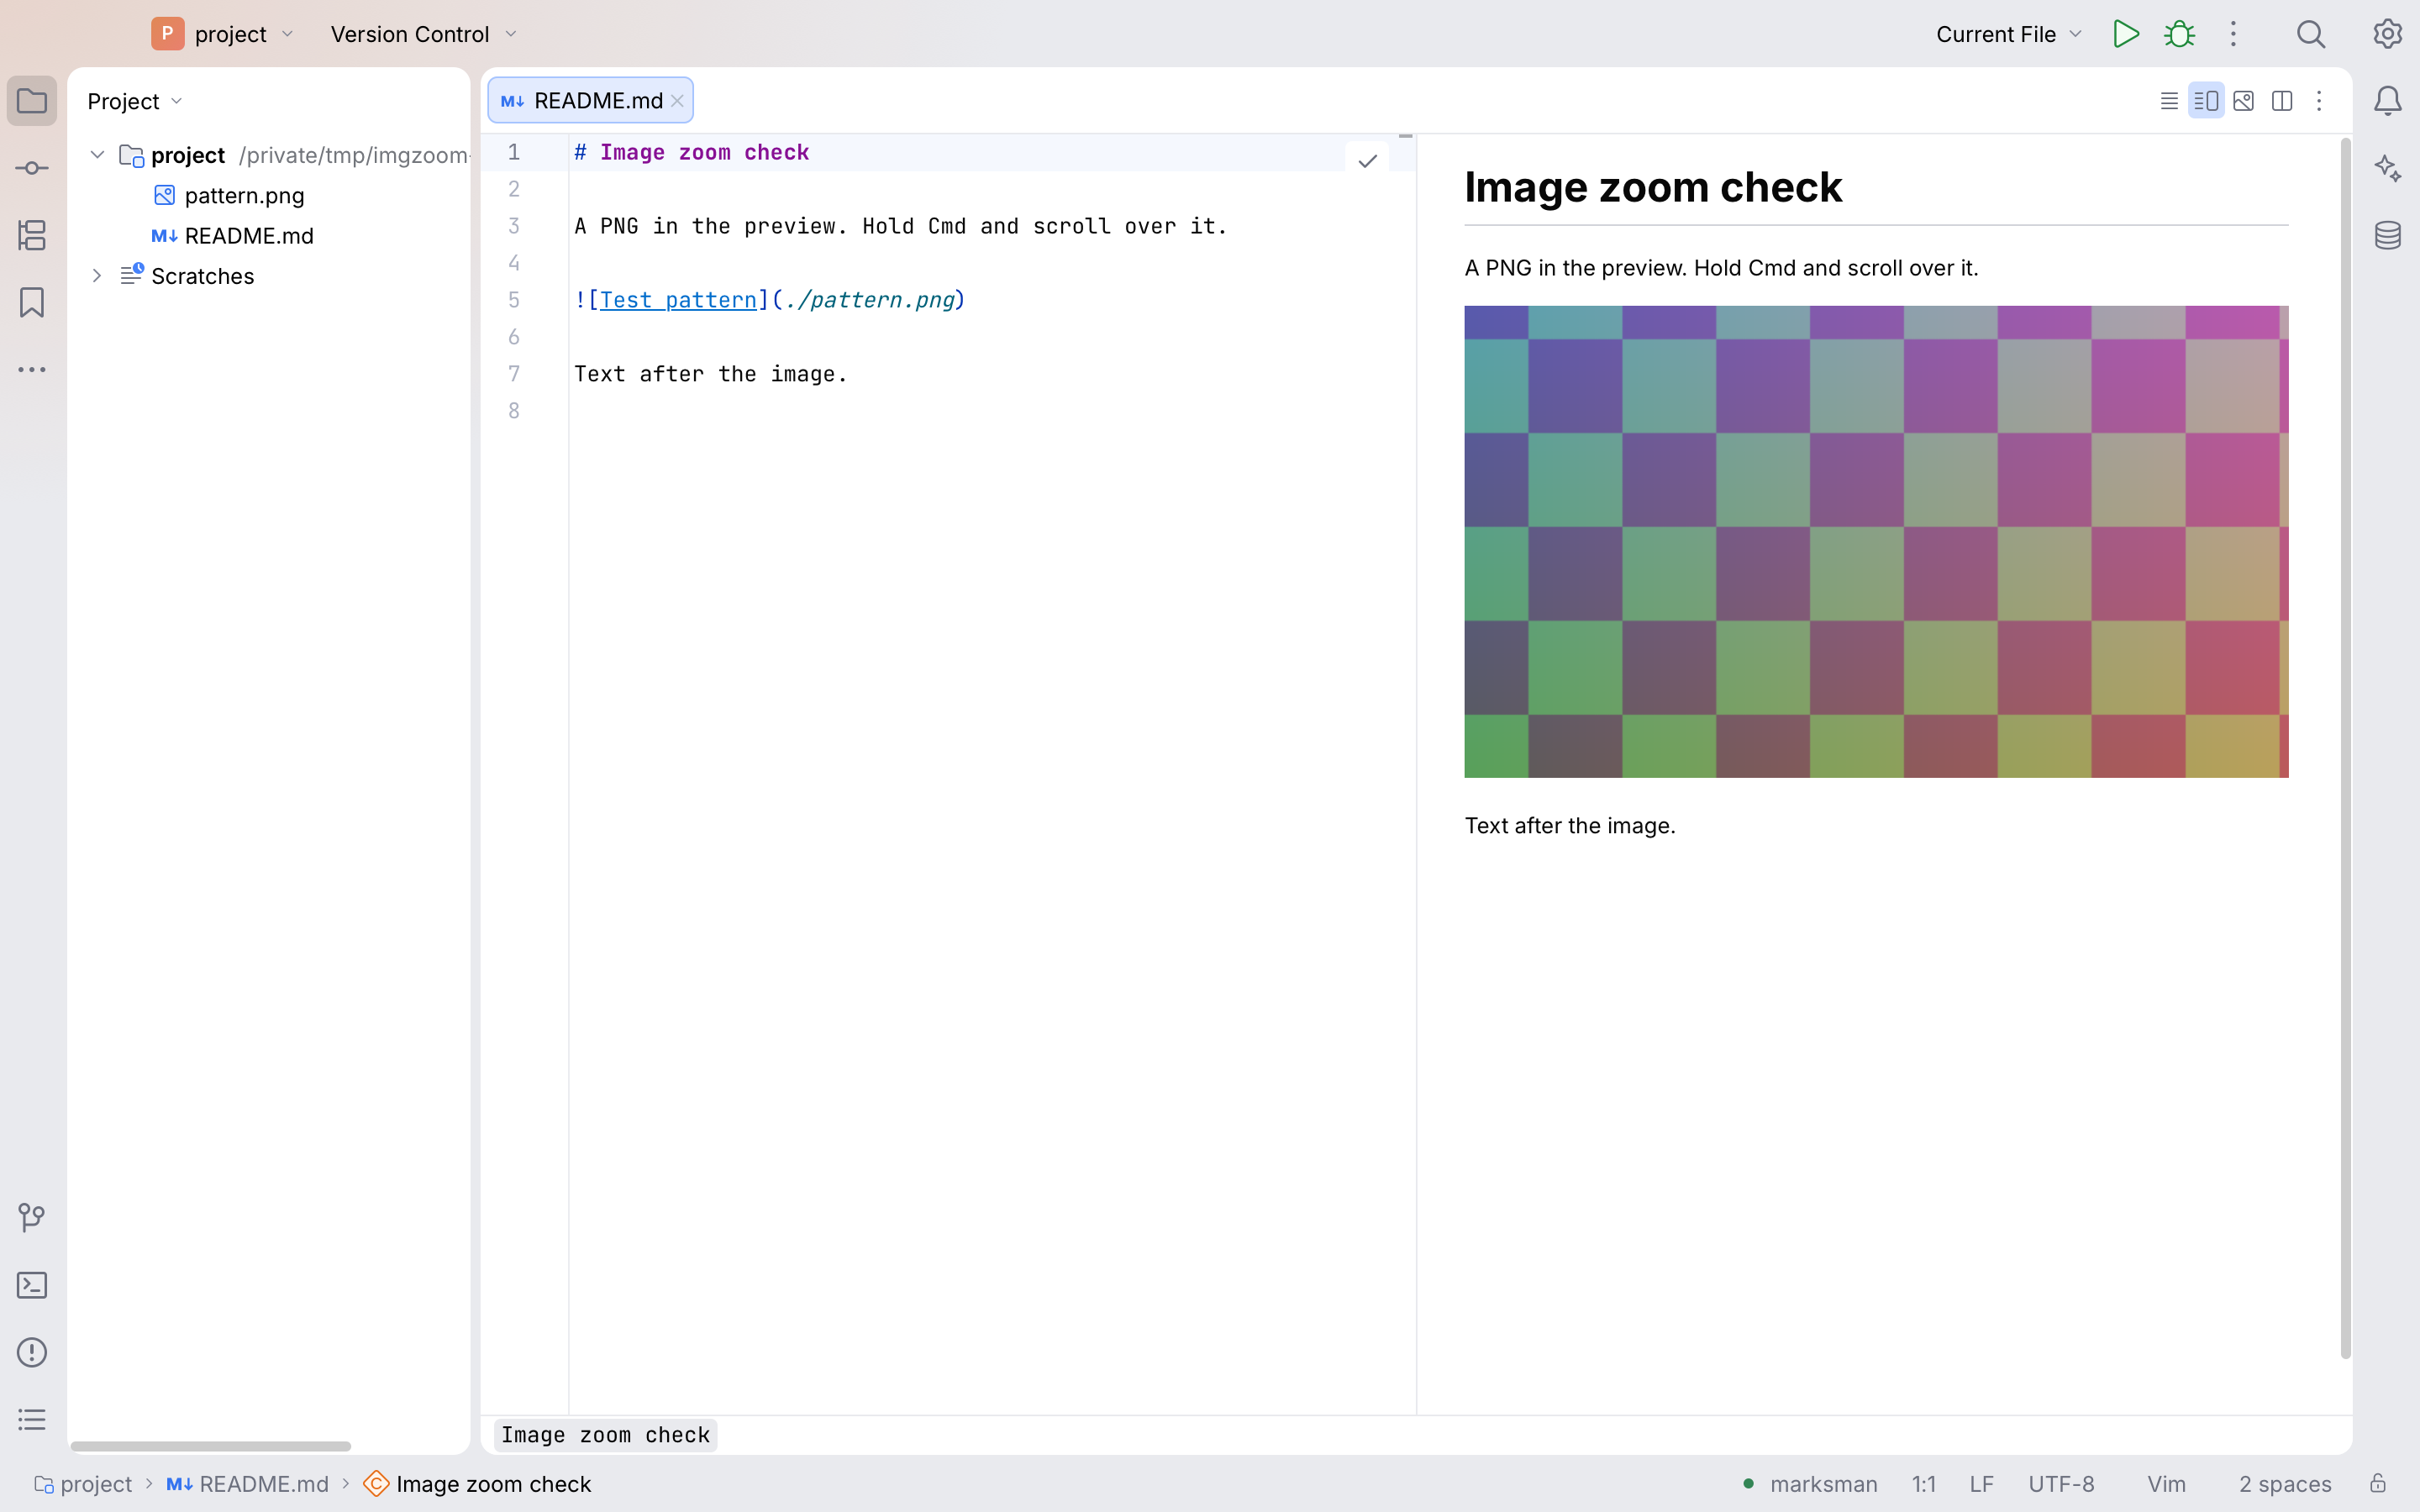 P project Version Control Current File
Project
README.md
project /private/tmp/imgzoom-
pattern.png
README.md
Scratches
1 # Image zoom check
2
3 A PNG in the preview. Hold Cmd and scroll over it.
4
5 ![Test pattern](./pattern.png)
6
7 Text after the image.
8
Image zoom check
A PNG in the preview. Hold Cmd and scroll over it.
Text after the image.
Image zoom check
project README.md Image zoom check marksman 1:1 LF UTF-8 Vim 2 spaces